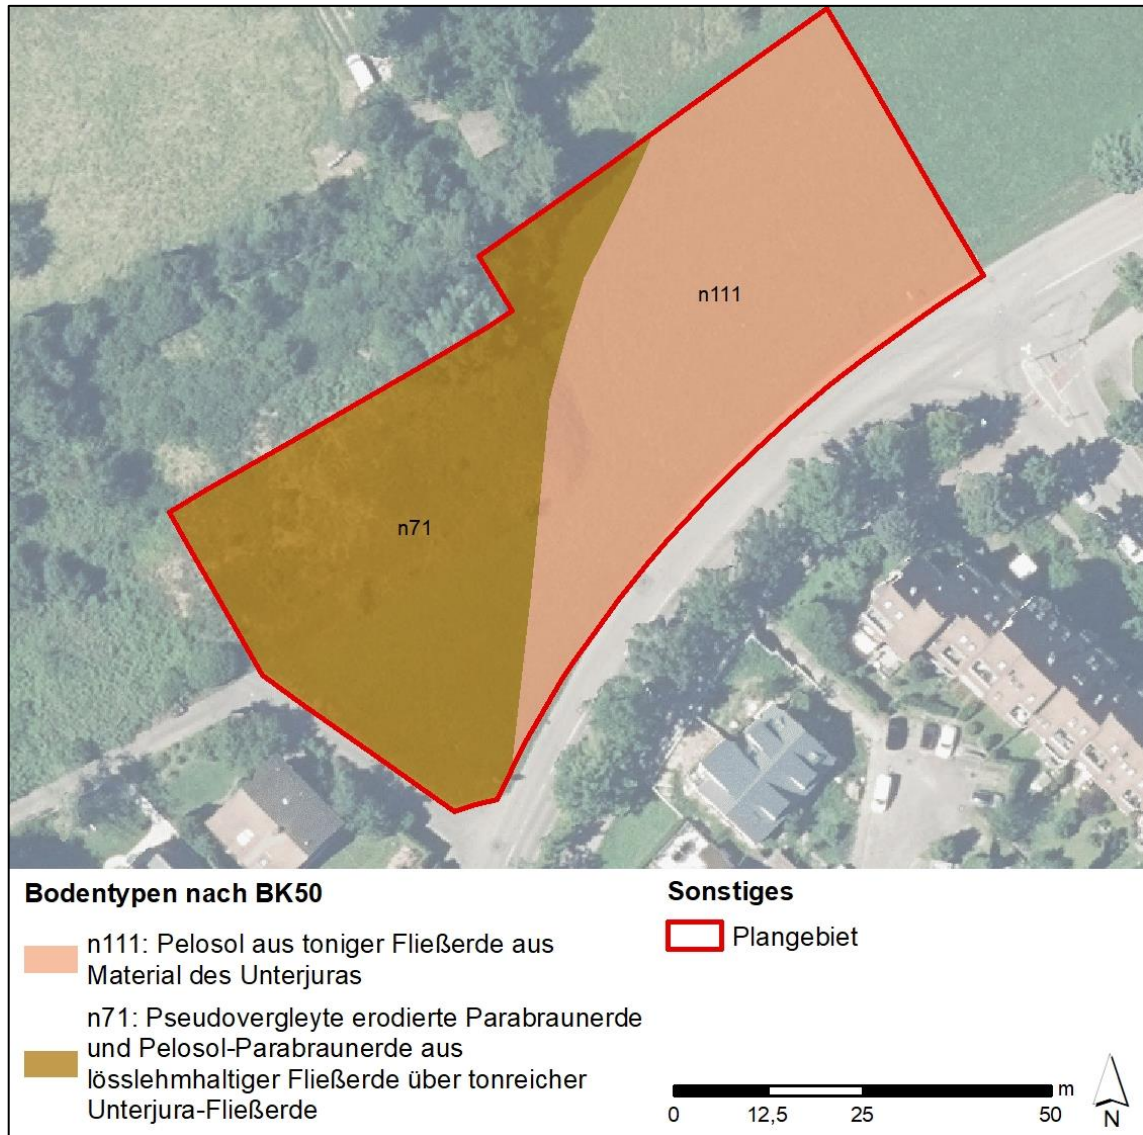 n111
n71
Bodentypen nach BK50
n111: Pelosol aus toniger Fließerde aus
Material des Unterjuras
n71: Pseudovergleyte erodierte Parabraunerde
und Pelosol-Parabraunerde aus
lösslehmhaltiger Fließerde über tonreicher
Unterjura-Fließerde
Sonstiges
Plangebiet
m
0 12,5 25 50
N